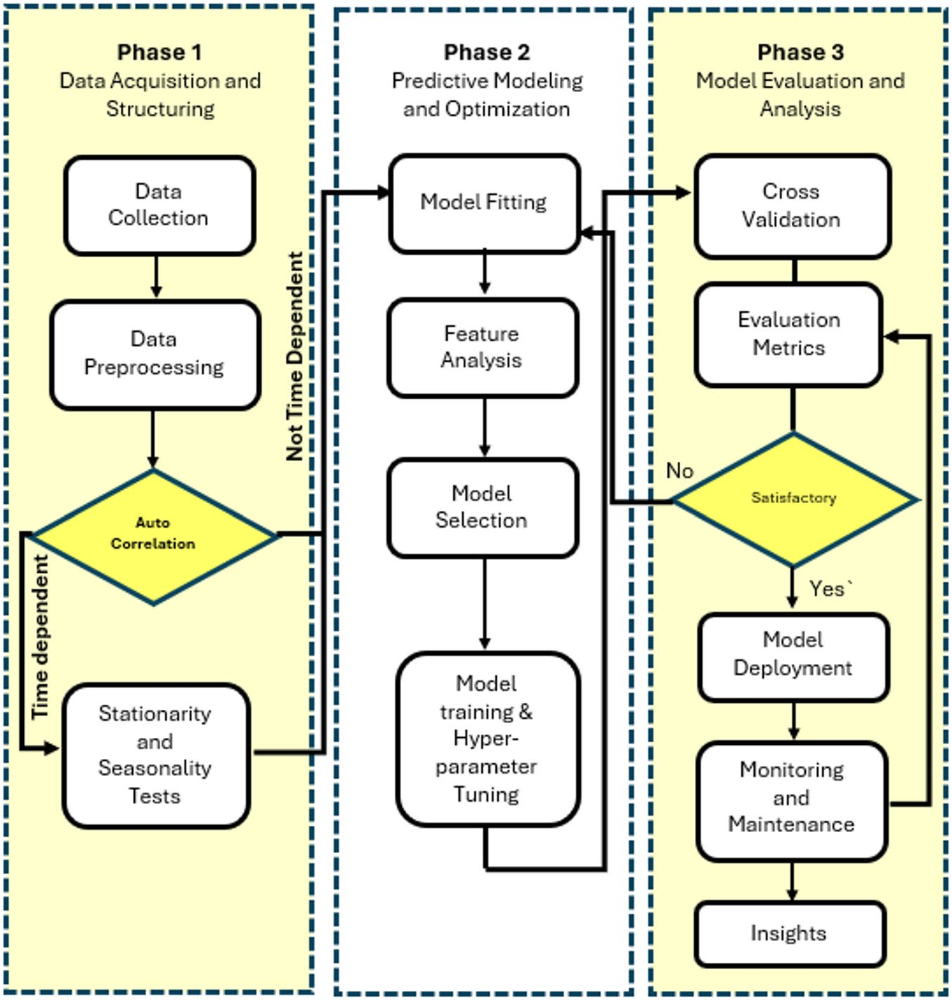 Phase 1
Data Acquisition and
Structuring
Data
Collection
Data
Preprocessing
Not Time Dependent
Auto
Correlation
Time dependent
Stationarity
and
Seasonality
Tests
Phase 2
Predictive Modeling
and Optimization
Model Fitting
Feature
Analysis
Model
Selection
Model
training &
Hyper-
parameter
Tuning
Phase 3
Model Evaluation and
Analysis
Cross
Validation
Evaluation
Metrics
No
Satisfactory
Yes`
Model
Deployment
Monitoring
and
Maintenance
Insights